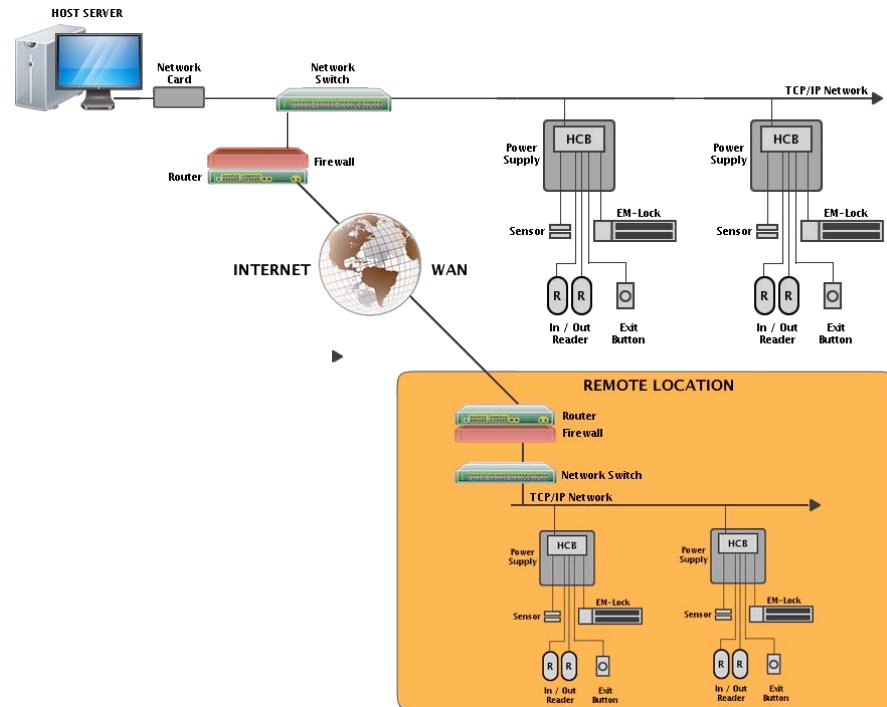 HOST SERVER
Network
Card
Network
Switch
TCP/IP Network
Firewall
Router
Power
Supply
HCB
Sensor
EM-Lock
R R
In / Out
Reader
Exit
Button
Power
Supply
HCB
Sensor
EM-Lock
R R
In / Out
Reader
Exit
Button
INTERNET WAN
REMOTE LOCATION
Router
Firewall
Network Switch
TCP/IP Network
Power
Supply
HCB
Sensor
EM-Lock
R R
In / Out
Reader
Exit
Button
Power
Supply
HCB
Sensor
EM-Lock
R R
In / Out
Reader
Exit
Button